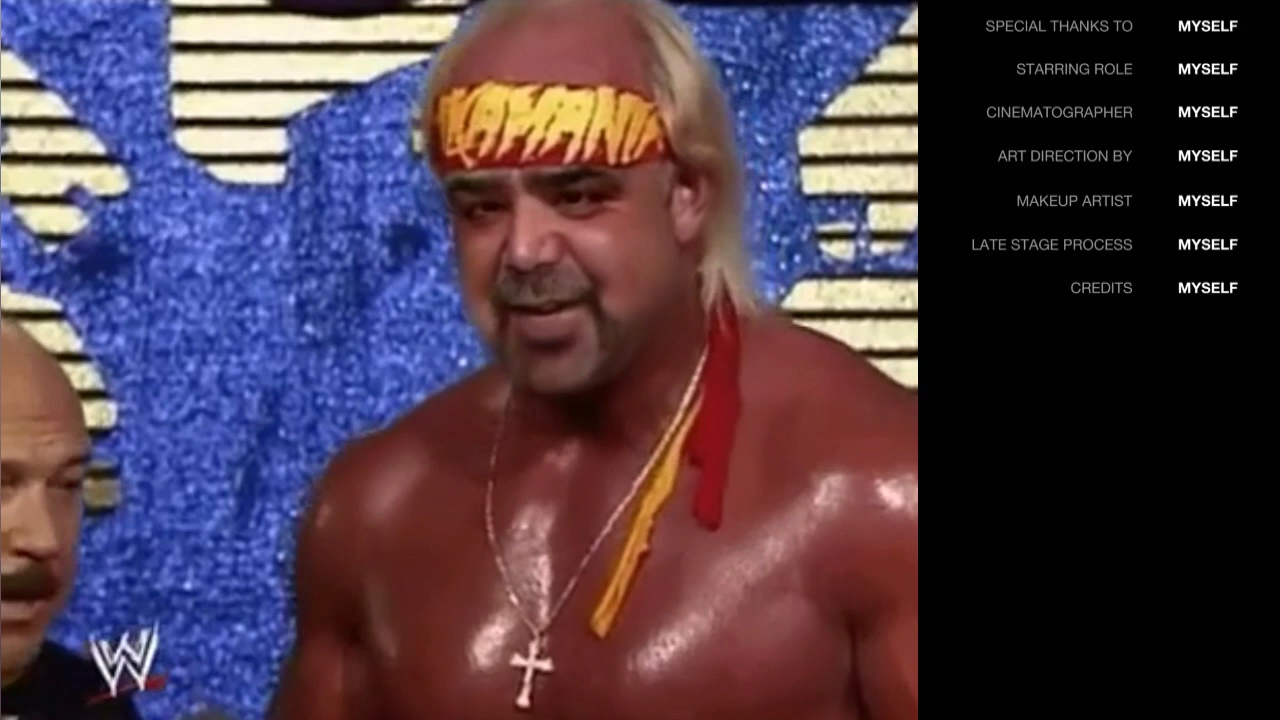 KAMANIA
SPECIAL THANKS TO MYSELF
STARRING ROLE MYSELF
CINEMATOGRAPHER MYSELF
ART DIRECTION BY MYSELF
MAKEUP ARTIST MYSELF
LATE STAGE PROCESS MYSELF
CREDITS MYSELF
W